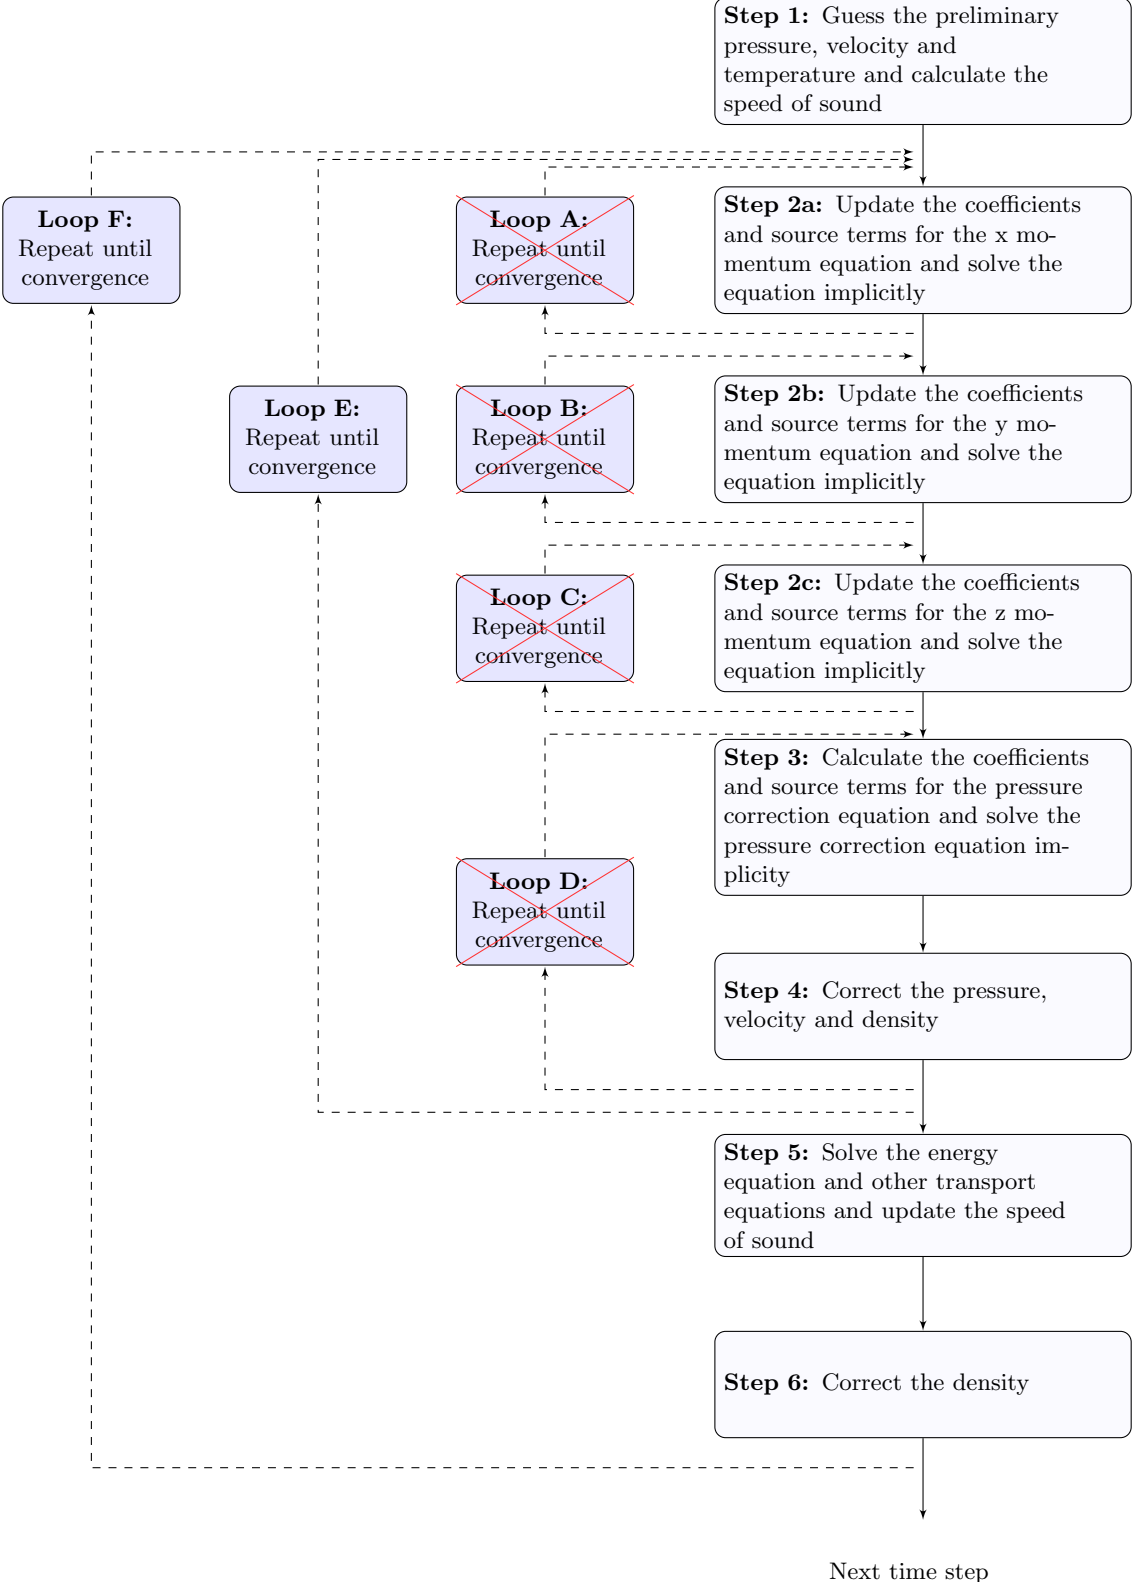 Step 1: Guess the preliminary
pressure, velocity and
temperature and calculate the
speed of sound
Loop F:
Repeat until
convergence
Loop A:
Repeat until
convergence
Step 2a: Update the coefficients
and source terms for the x mo-
mentum equation and solve the
equation implicitly
Loop E:
Repeat until
convergence
Loop B:
Repeat until
convergence
Step 2b: Update the coefficients
and source terms for the y mo-
mentum equation and solve the
equation implicitly
Loop C:
Repeat until
convergence
Step 2c: Update the coefficients
and source terms for the z mo-
mentum equation and solve the
equation implicitly
Step 3: Calculate the coefficients
and source terms for the pressure
correction equation and solve the
pressure correction equation im-
plicity
Loop D:
Repeat until
convergence
Step 4: Correct the pressure,
velocity and density
Step 5: Solve the energy
equation and other transport
equations and update the speed
of sound
Step 6: Correct the density
Next time step